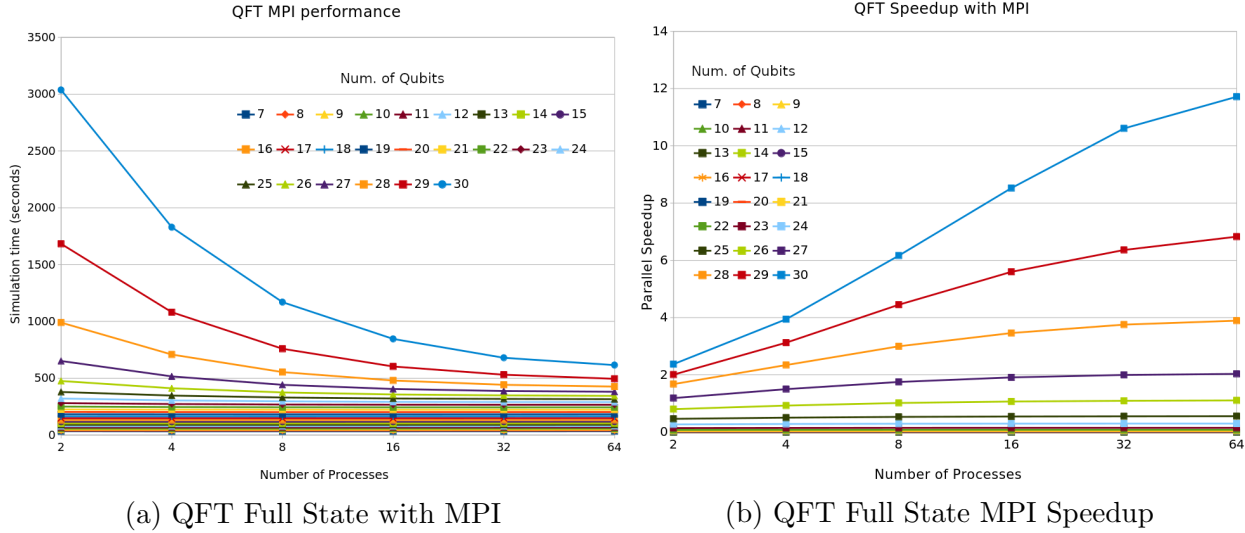 QFT MPI performance
3500
3000
2500
2000
1500
1000
500
0
Simulation time (seconds)
Num. of Qubits
7 8 9 10 11 12 13 14 15
16 17 18 19 20 21 22 23 24
25 26 27 28 29 30
2 4 8 16 32 64
Number of Processes
(a) QFT Full State with MPI
QFT Speedup with MPI
14
12
10
8
6
4
2
0
Parallel Speedup
Num. of Qubits
7 8 9
10 11 12
13 14 15
16 17 18
19 20 21
22 23 24
25 26 27
28 29 30
2 4 8 16 32 64
Number of Processes
(b) QFT Full State MPI Speedup